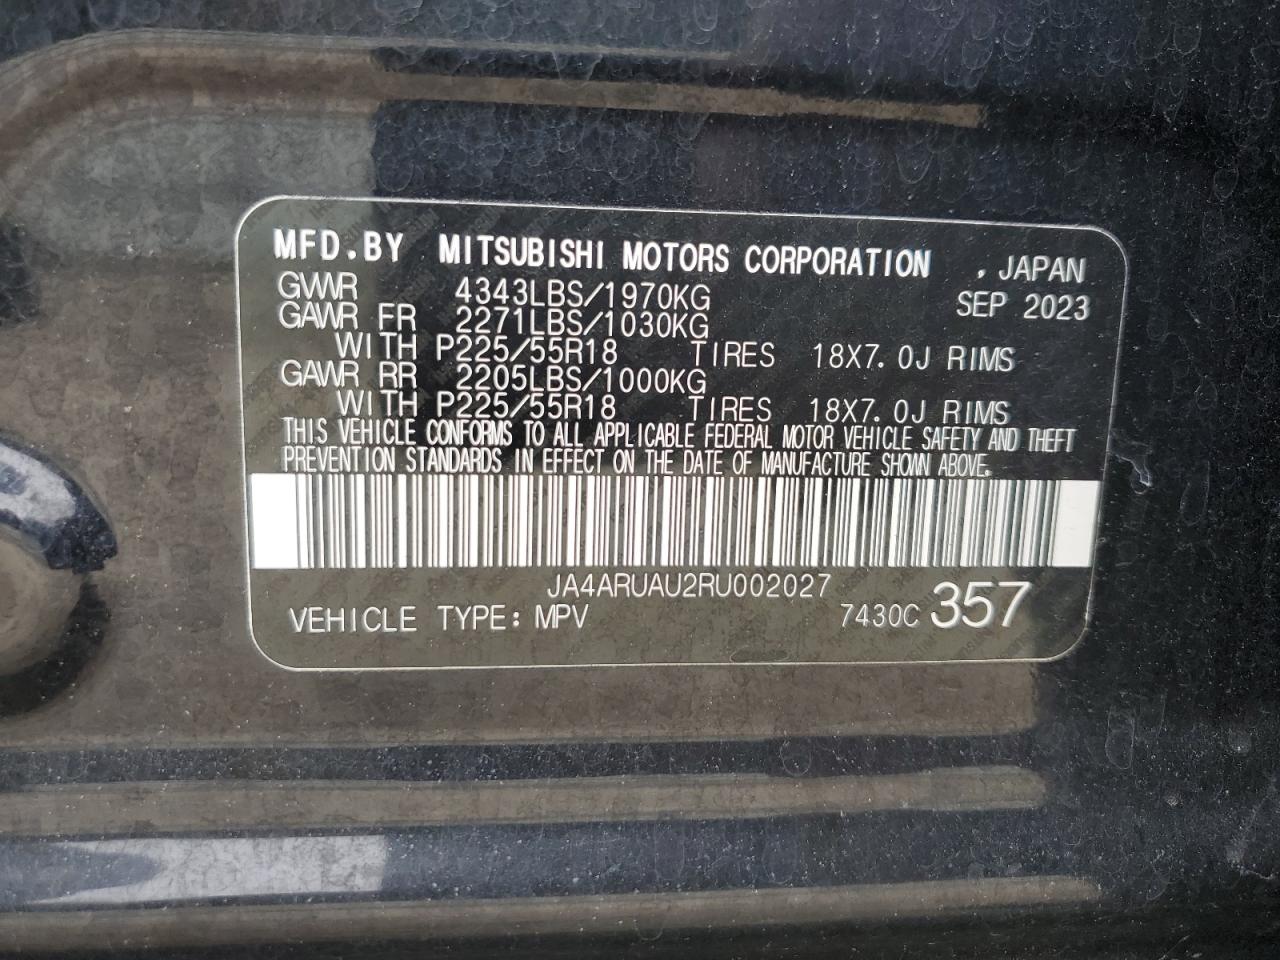 MFD.BY MITSUBISHI MOTORS CORPORATION , JAPAN
GVWR 4343LBS/1970KG SEP 2023
GAWR FR 2271LBS/1030KG
WITH P225/55R18 TIRES 18X7.0J RIMS
GAWR RR 2205LBS/1000KG
WITH P225/55R18 TIRES 18X7.0J RIMS
THIS VEHICLE CONFORMS TO ALL APPLICABLE FEDERAL MOTOR VEHICLE SAFETY AND THEFT
PREVENTION STANDARDS IN EFFECT ON THE DATE OF MANUFACTURE SHOWN ABOVE.
JA4ARUAU2RU002027
VEHICLE TYPE: MPV 7430C 357